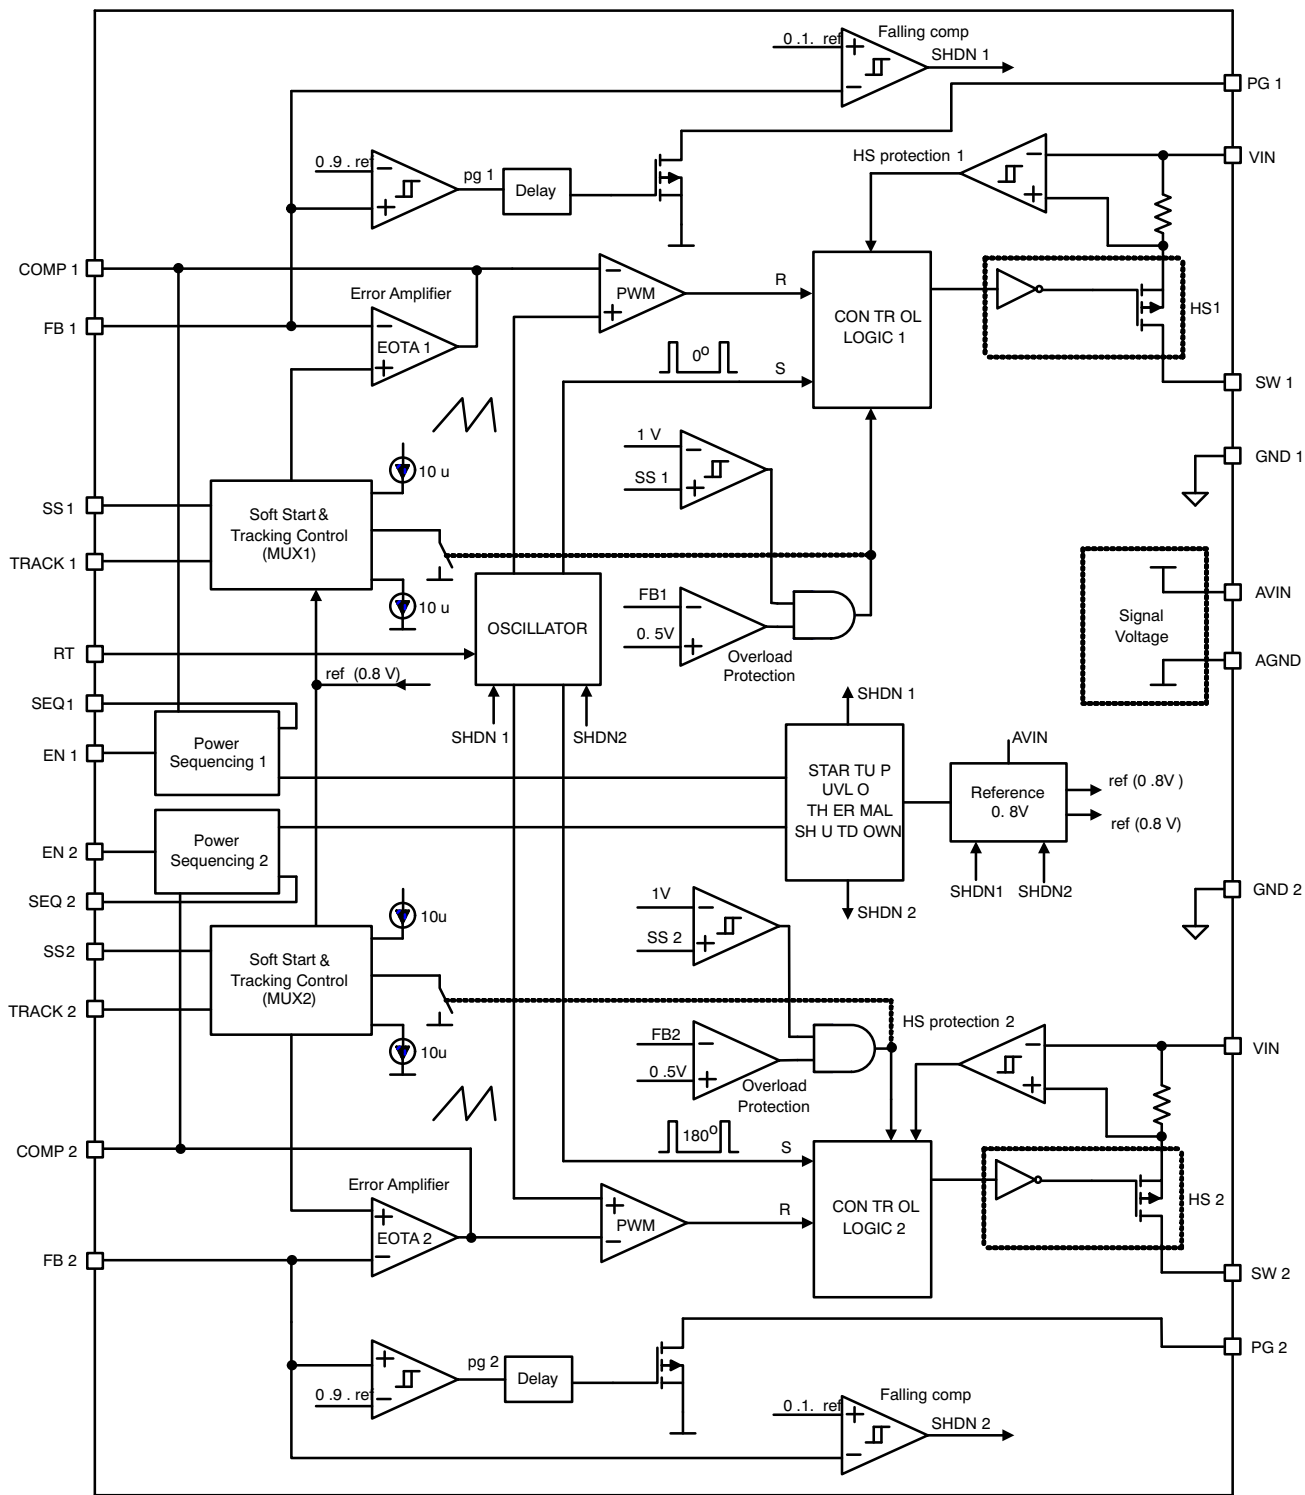 Falling comp
0 .1. ref
SHDN 1
PG 1
0 .9 . ref
pg 1
Delay
HS protection 1
VIN
COMP 1
PWM
R
CON TR OL
LOGIC 1
HS1
Error Amplifier
FB 1
EOTA 1
0º
S
SW 1
1 V
SS 1
GND 1
10 u
SS 1
Soft Start &
Tracking Control
(MUX1)
TRACK 1
10 u
OSCILLATOR
FB1
0. 5V
Overload
Protection
Signal
Voltage
AVIN
AGND
RT
ref (0.8 V)
SEQ1
EN 1
Power
Sequencing 1
SHDN 1
SHDN2
SHDN 1
STAR TU P
UVL O
TH ER MAL
SH U TD OWN
SHDN 2
AVIN
Reference
0. 8V
ref (0 .8V )
ref (0.8 V)
SHDN1
SHDN2
Power
Sequencing 2
EN 2
SEQ 2
GND 2
1V
SS 2
10u
SS2
Soft Start &
Tracking Control
(MUX2)
TRACK 2
10u
FB2
0 .5V
Overload
Protection
HS protection 2
VIN
COMP 2
180º
S
Error Amplifier
EOTA 2
PWM
R
CON TR OL
LOGIC 2
HS 2
FB 2
SW 2
PG 2
pg 2
Delay
0 .9 . ref
Falling comp
0 .1. ref
SHDN 2